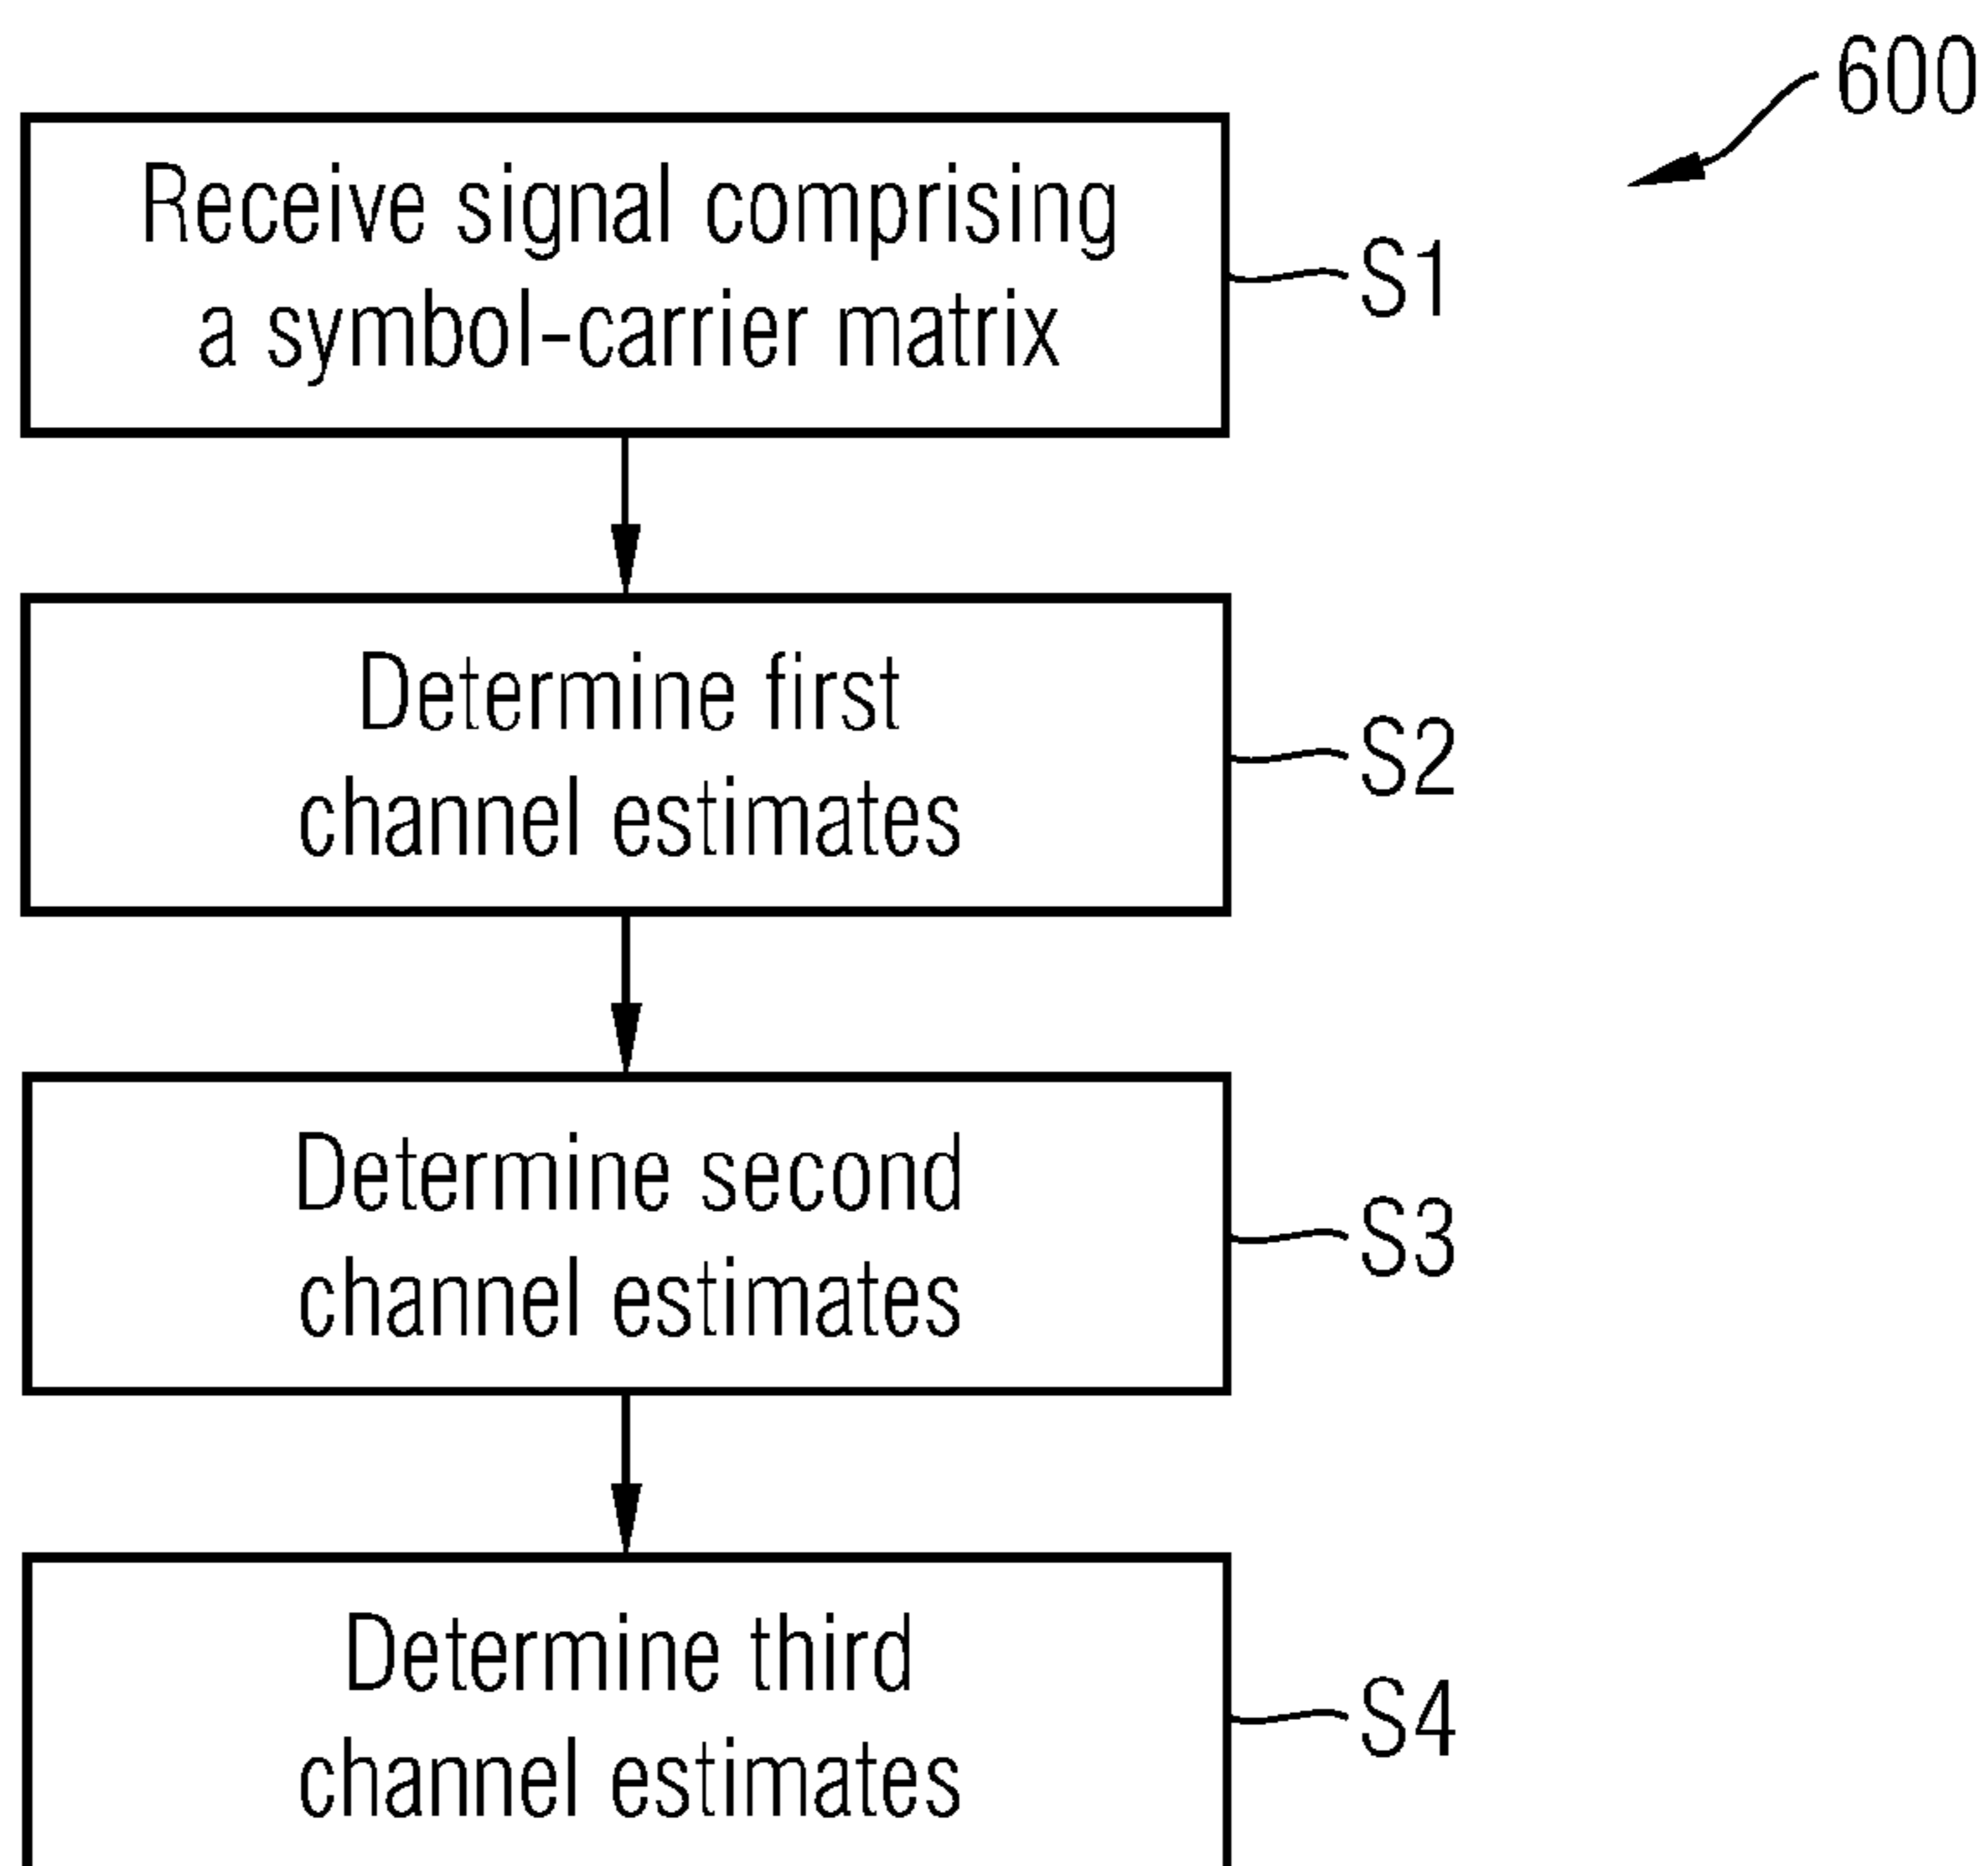 600
Receive signal comprising
a symbol-carrier matrix
S1
Determine first
channel estimates
S2
Determine second
channel estimates
S3
Determine third
channel estimates
S4